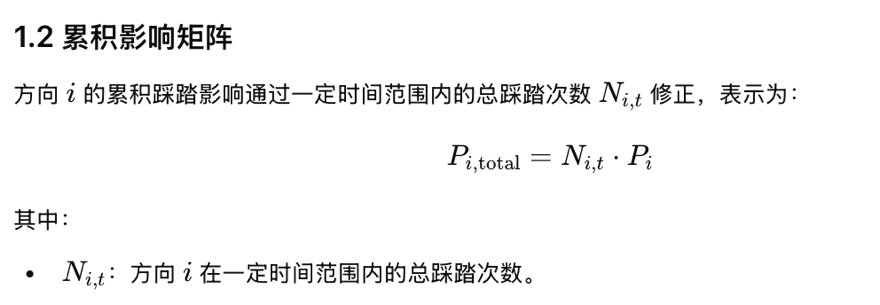 1.2 累积影响矩阵
方向 i 的累积踩踏影响通过一定时间范围内的总踩踏次数 N_{i,t} 修正，表示为：
P_{i,total} = N_{i,t} · P_i
其中：
• N_{i,t}：方向 i 在一定时间范围内的总踩踏次数。